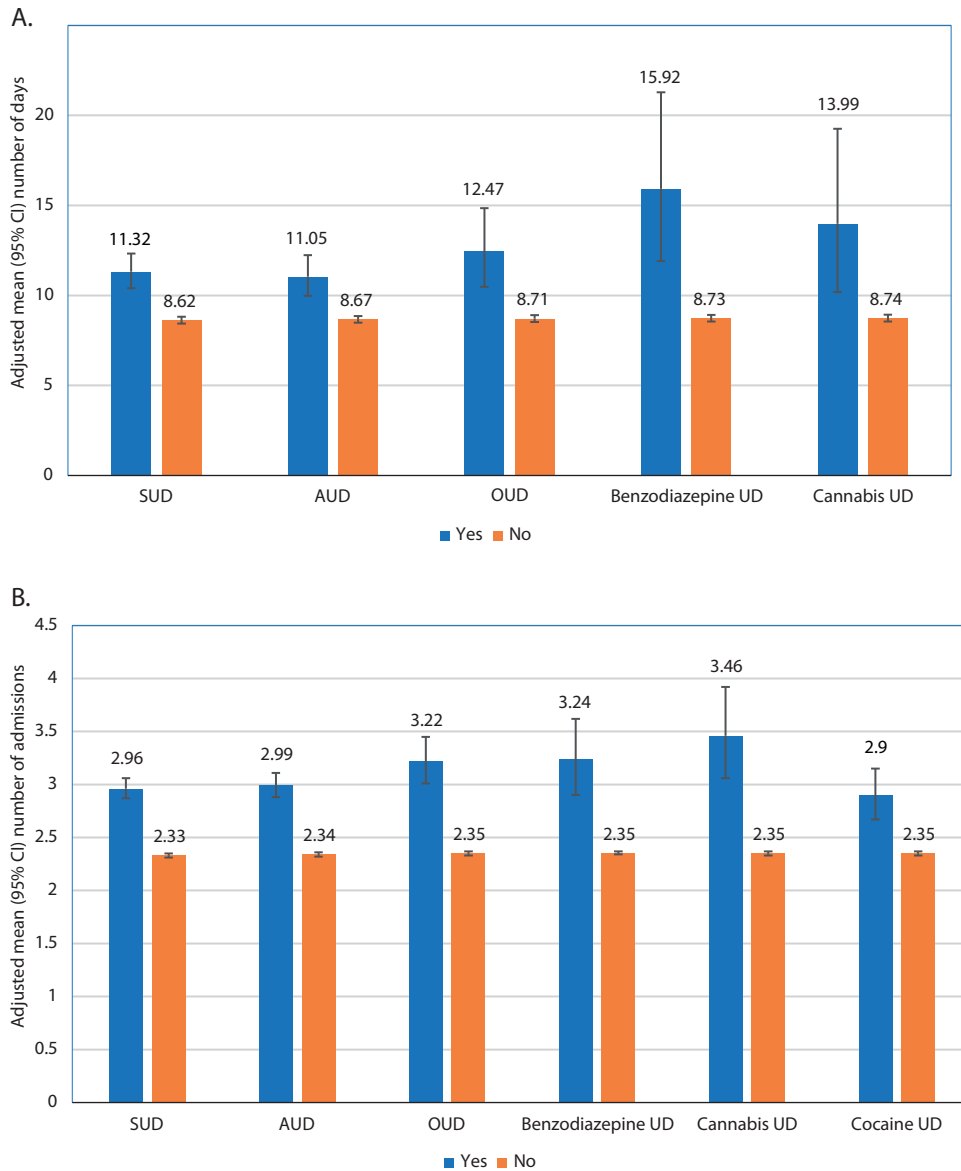 A.
Adjusted mean (95% CI) number of days
20
15
10
5
0
11.32
8.62
11.05
8.67
12.47
8.71
15.92
8.73
13.99
8.74
SUD
AUD
OUD
Benzodiazepine UD
Cannabis UD
Yes
No
B.
Adjusted mean (95% CI) number of admissions
4.5
4
3.5
3
2.5
2
1.5
1
0.5
0
2.96
2.33
2.99
2.34
3.22
2.35
3.24
2.35
3.46
2.35
2.9
2.35
SUD
AUD
OUD
Benzodiazepine UD
Cannabis UD
Cocaine UD
Yes
No